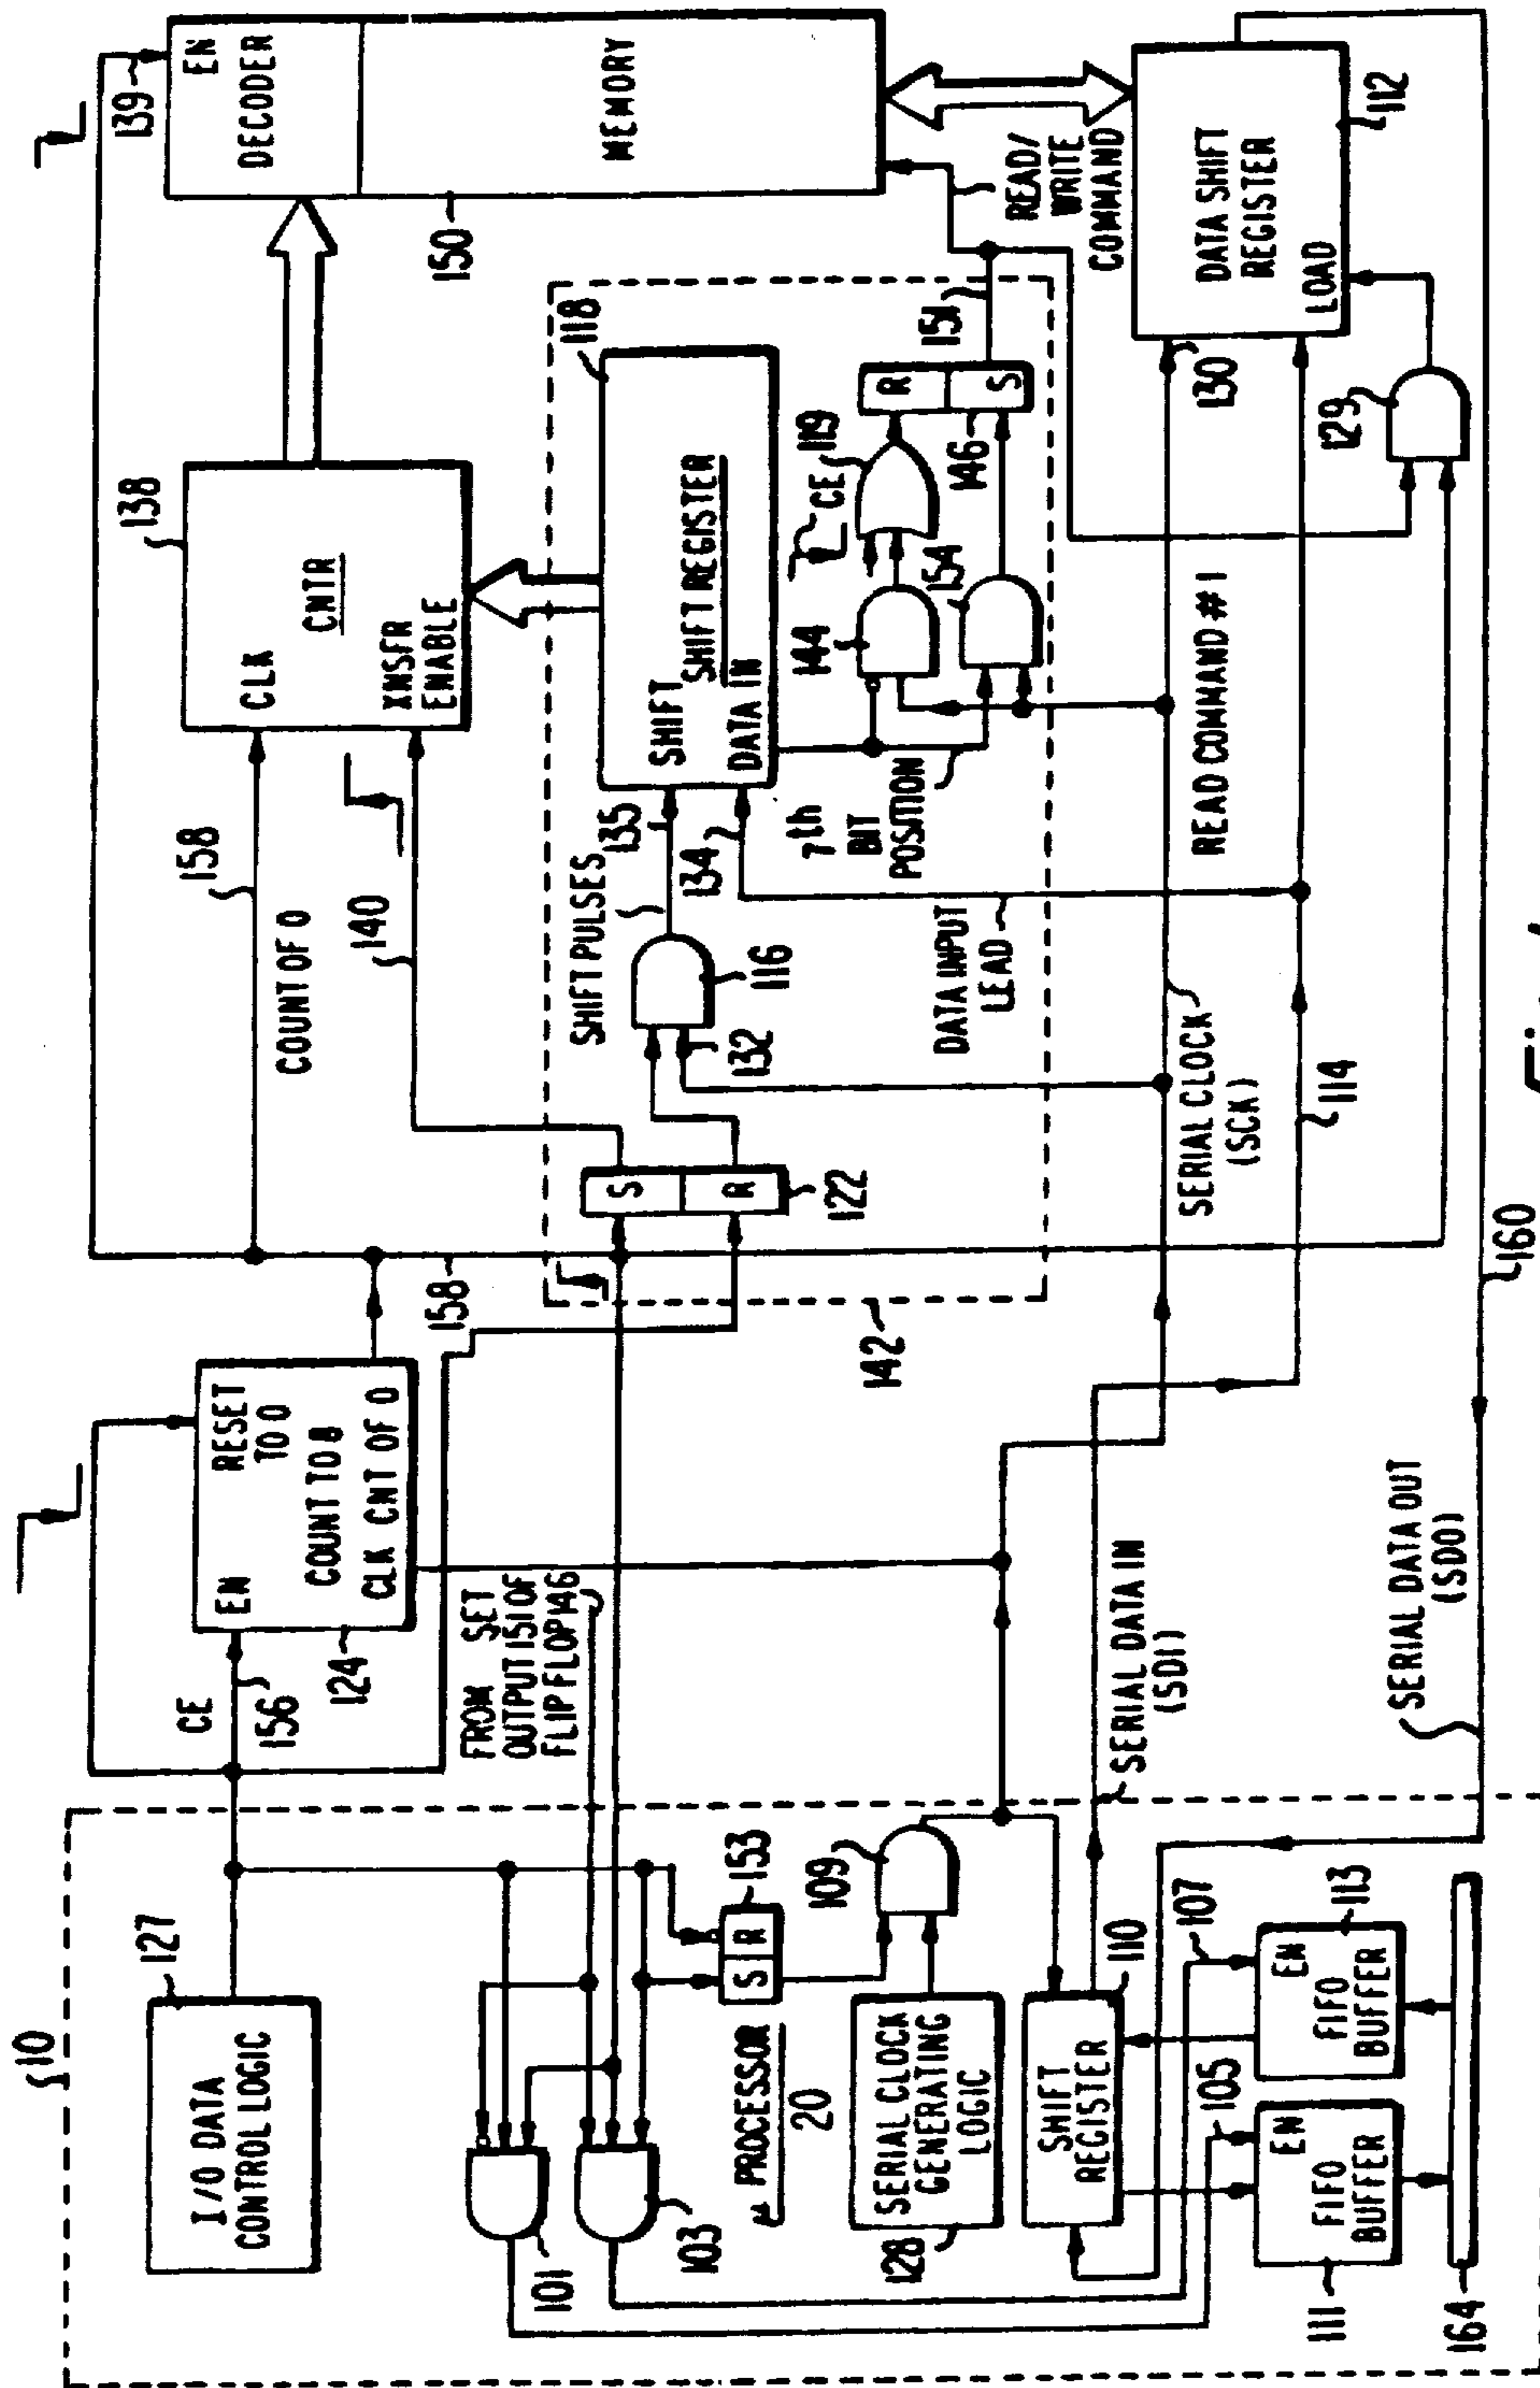 10
127
I/O DATA
CONTROL LOGIC
101
103
µ PROCESSOR
20
S
R
153
109
SERIAL CLOCK
GENERATING
LOGIC
128
SHIFT
REGISTER
110
105
107
EN
FIFO
BUFFER
111
EN
FIFO
BUFFER
113
164
CE
156
EN
RESET
TO 0
COUNT TO 8
CLK CNT OF 0
124
FROM SET
OUTPUT 151 OF
FLIP FLOP 146
SERIAL DATA IN
(SDI)
SERIAL DATA OUT
(SDO)
158
142
160
158
COUNT OF 0
140
S
R
122
SHIFT PULSES
116
132
135
134
DATA INPUT
LEAD
SERIAL CLOCK
(SCK)
114
138
CLK
CNTR
XNSFR
ENABLE
118
SHIFT
SHIFT REGISTER
DATA IN
7th
BIT
POSITION
144
154
CE
119
146
R
S
151
READ COMMAND #1
139
EN
DECODER
MEMORY
150
READ/
WRITE
COMMAND
130
DATA SHIFT
REGISTER
LOAD
112
129